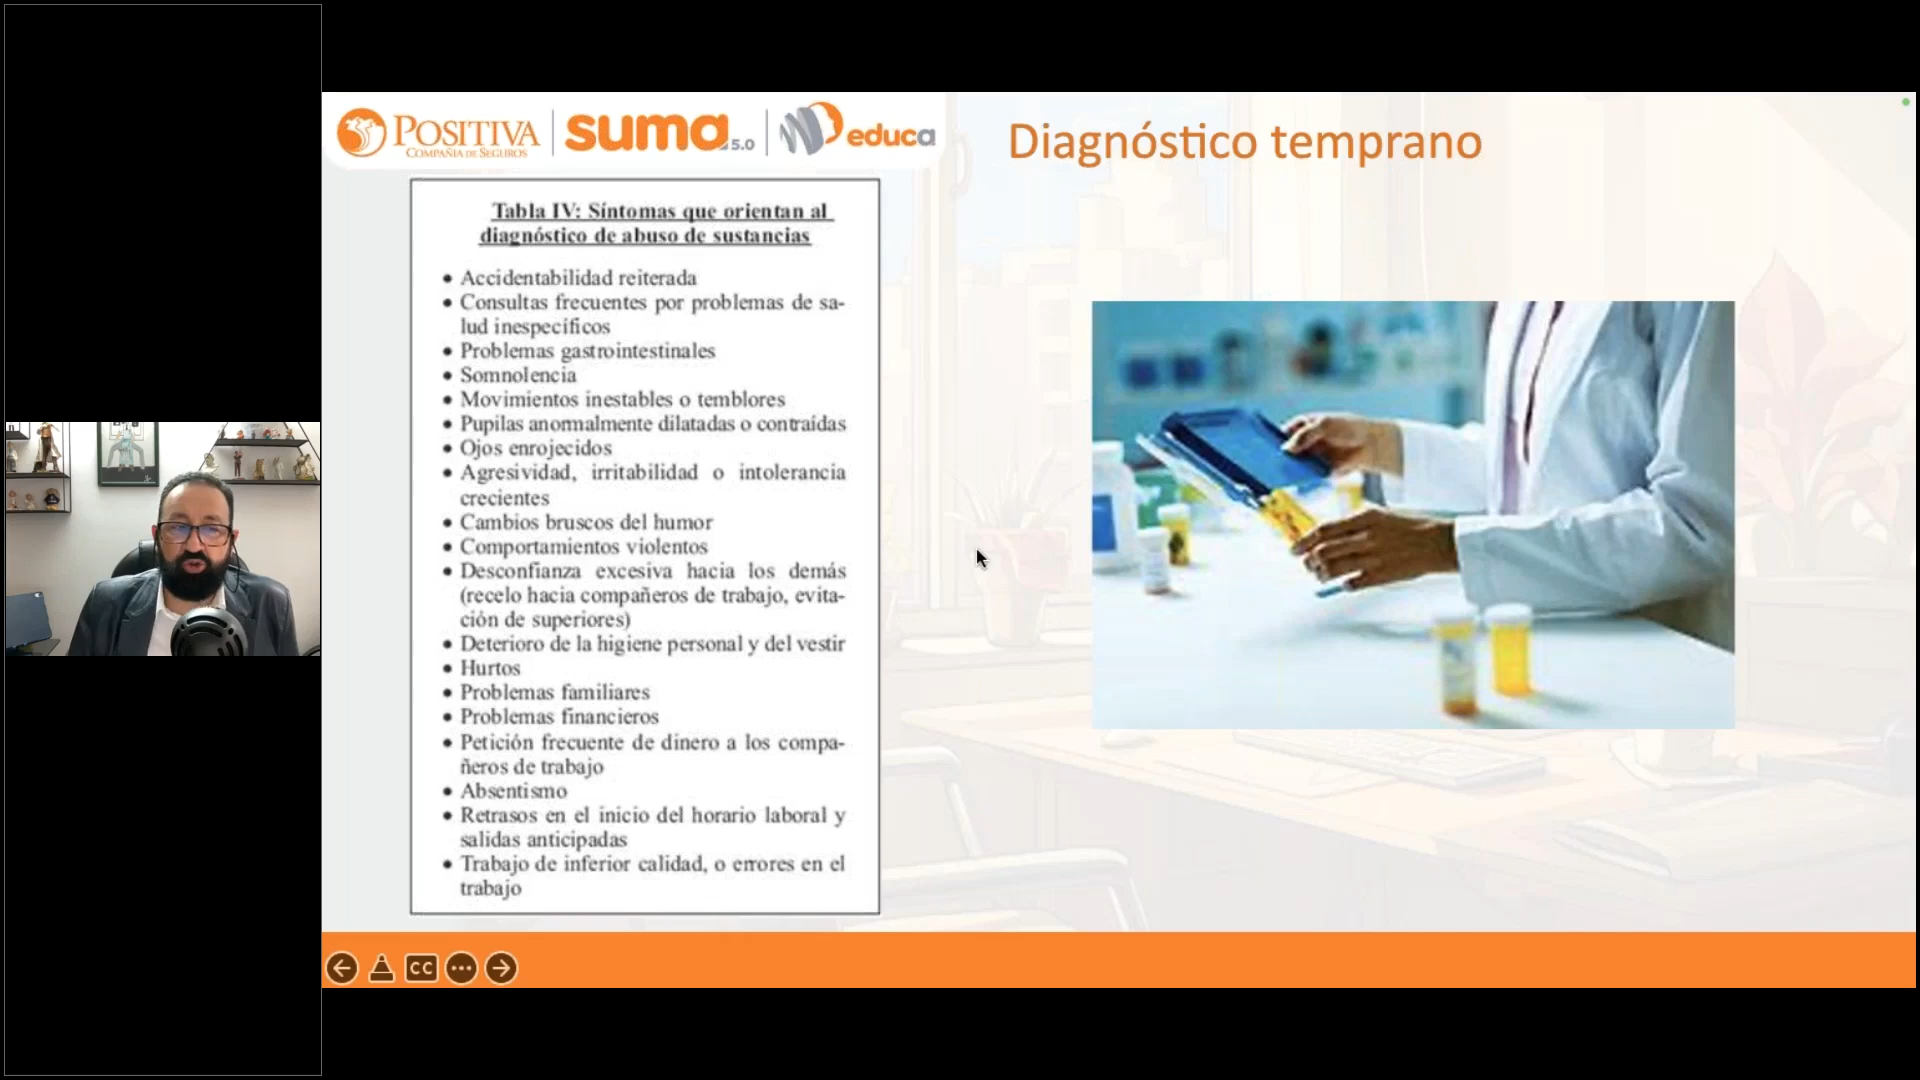 POSITIVA
COMPAÑIA DE SEGUROS
suma 5.0
educa
Diagnóstico temprano
Tabla IV: Síntomas que orientan al
diagnóstico de abuso de sustancias
• Accidentabilidad reiterada
• Consultas frecuentes por problemas de sa-
lud inespecíficos
• Problemas gastrointestinales
• Somnolencia
• Movimientos inestables o temblores
• Pupilas anormalmente dilatadas o contraídas
• Ojos enrojecidos
• Agresividad, irritabilidad o intolerancia
crecientes
• Cambios bruscos del humor
• Comportamientos violentos
• Desconfianza excesiva hacia los demás
(recelo hacia compañeros de trabajo, evita-
ción de superiores)
• Deterioro de la higiene personal y del vestir
• Hurtos
• Problemas familiares
• Problemas financieros
• Petición frecuente de dinero a los compa-
ñeros de trabajo
• Absentismo
• Retrasos en el inicio del horario laboral y
salidas anticipadas
• Trabajo de inferior calidad, o errores en el
trabajo
CC